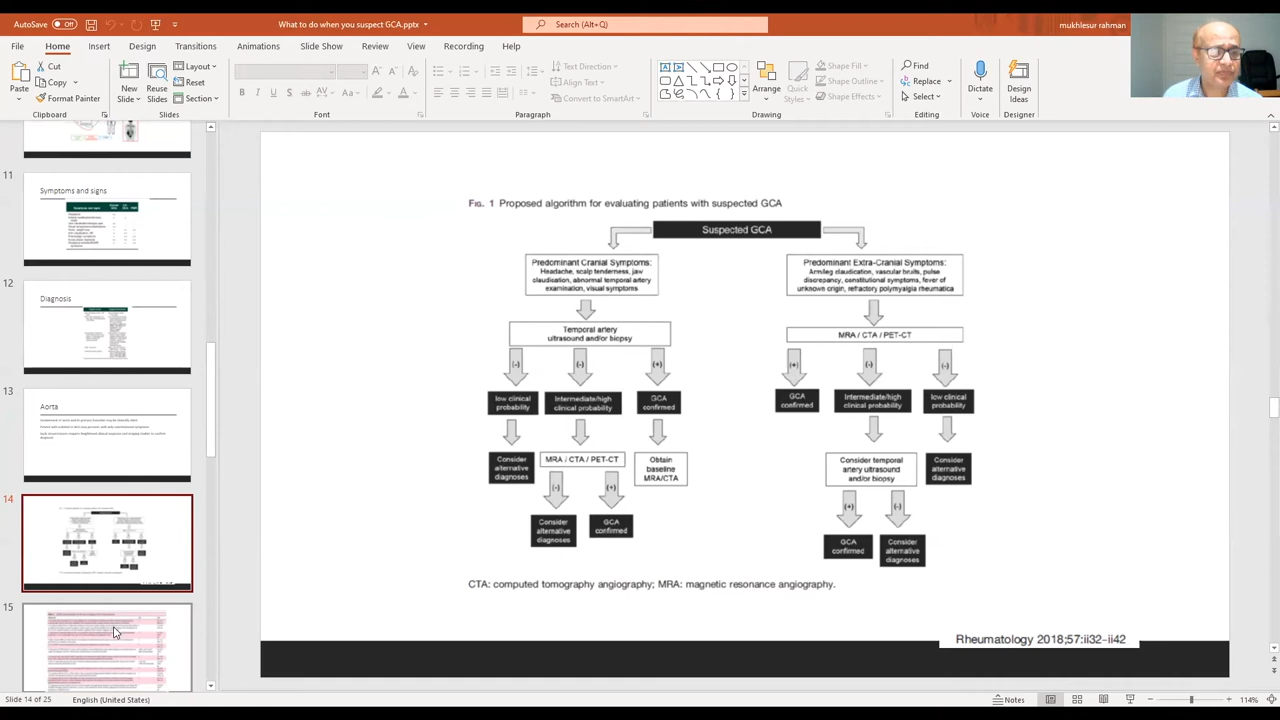 AutoSave
Off
What to do when you suspect GCA.pptx
Search (Alt+Q)
mukhlesur rahman
File
Home
Insert
Design
Transitions
Animations
Slide Show
Review
View
Recording
Help
Paste
Cut
Copy
Format Painter
Clipboard
New
Slide
Reuse
Slides
Layout
Reset
Section
Slides
Font
Text Direction
Align Text
Convert to SmartArt
Paragraph
Arrange
Quick
Styles
Shape Fill
Shape Outline
Shape Effects
Drawing
Find
Replace
Select
Editing
Dictate
Voice
Design
Ideas
Designer
11
Symptoms and signs
12
Diagnosis
13
Aorta
14
15
FIG. 1 Proposed algorithm for evaluating patients with suspected GCA
Suspected GCA
Predominant Cranial Symptoms:
Headache, scalp tenderness, jaw
claudication, abnormal temporal artery
examination, visual symptoms
Temporal artery
ultrasound and/or biopsy
(-)
(-)
(+)
low clinical
probability
Intermediate/high
clinical probability
GCA
confirmed
Consider
alternative
diagnoses
MRA / CTA / PET-CT
Obtain
baseline
MRA/CTA
(-)
(+)
Consider
alternative
diagnoses
GCA
confirmed
Predominant Extra-Cranial Symptoms:
Arm/leg claudication, vascular bruits, pulse
discrepancy, constitutional symptoms, fever of
unknown origin, refractory polymyalgia rheumatica
MRA / CTA / PET-CT
(+)
(-)
(-)
GCA
confirmed
Intermediate/high
clinical probability
low clinical
probability
Consider temporal
artery ultrasound
and/or biopsy
Consider
alternative
diagnoses
(+)
(-)
GCA
confirmed
Consider
alternative
diagnoses
CTA: computed tomography angiography; MRA: magnetic resonance angiography.
Rheumatology 2018;57:ii32–ii42
Slide 14 of 25
English (United States)
Notes
114%